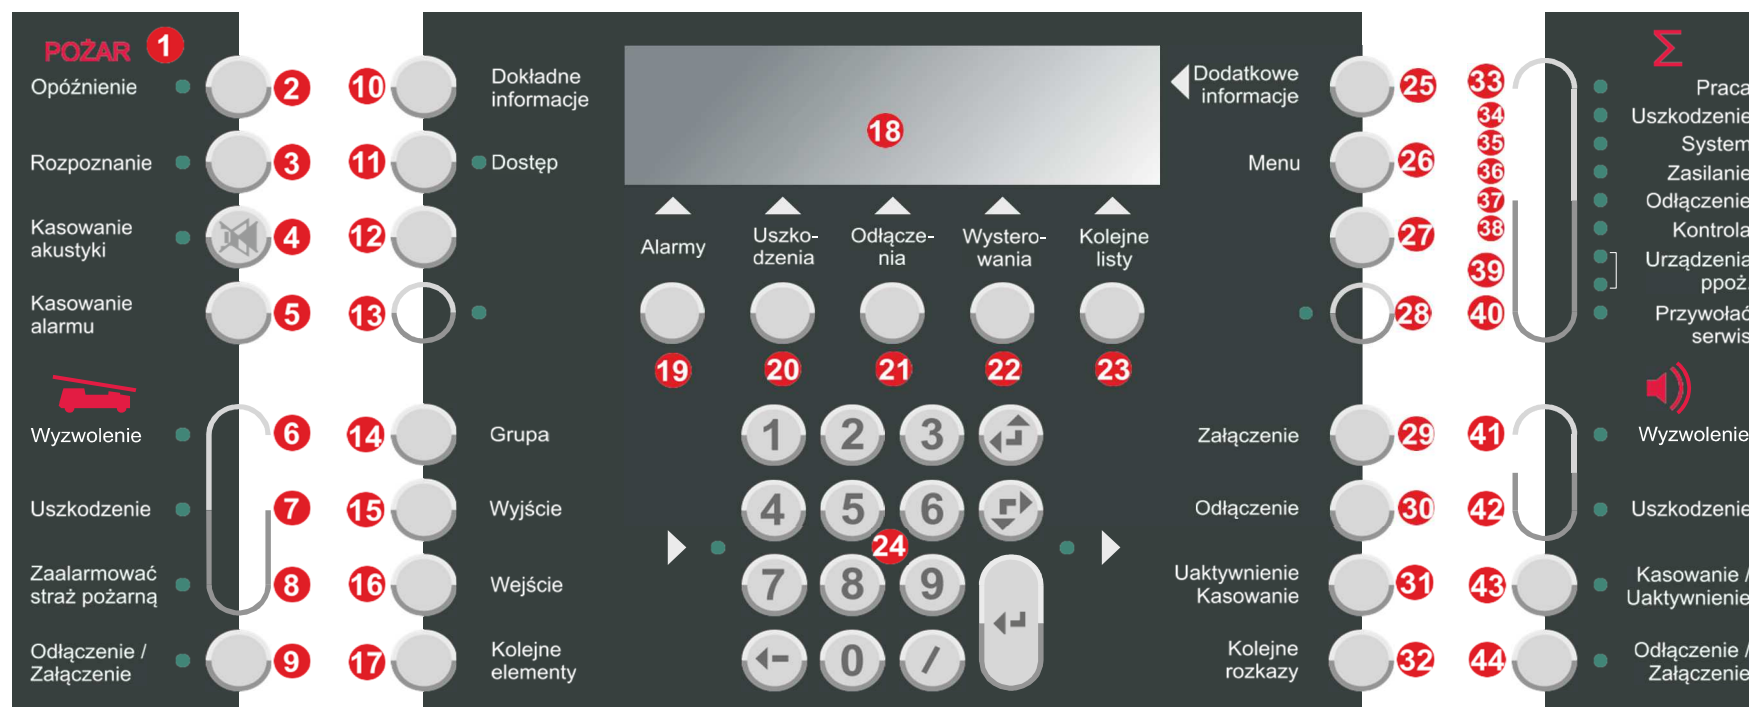 POŻAR 1
Opóźnienie 2
Rozpoznanie 3
Kasowanie
akustyki 4
Kasowanie
alarmu 5
Wyzwolenie 6
Uszkodzenie 7
Zaalarmować
straż pożarną 8
Odłączenie /
Załączenie 9
10 Dokładne
informacje
11 Dostęp
12
13
14 Grupa
15 Wyjście
16 Wejście
17 Kolejne
elementy
18
Alarmy
19
Uszko-
dzenia
20
Odłącze-
nia
21
Wystero-
wania
22
Kolejne
listy
23
1 2 3
4 5 6
24
7 8 9
0 /
Dodatkowe
informacje 25
Menu 26
27
28
Załączenie 29
Odłączenie 30
Uaktywnienie
Kasowanie 31
Kolejne
rozkazy 32
Σ
33 Praca
34 Uszkodzenie
35 System
36 Zasilanie
37 Odłączenie
38 Kontrola
39 Urządzenia
ppoż.
40 Przywołać
serwis
41 Wyzwolenie
42 Uszkodzenie
43 Kasowanie /
Uaktywnienie
44 Odłączenie /
Załączenie